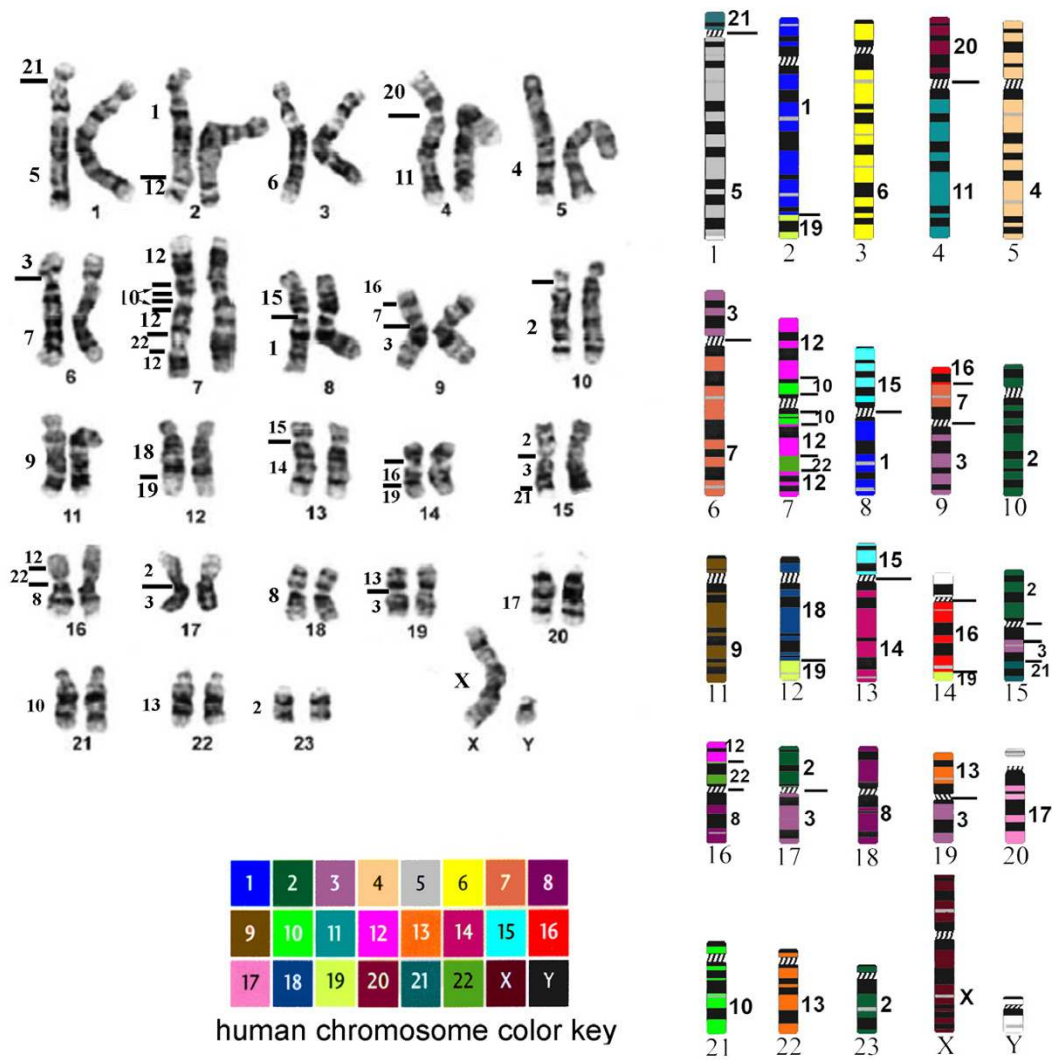 21 5 1
1 12 2
6 3
20 11 4
4 5
3 7 6
12 10 12 22 12 7
15 1 8
16 7 3 9
2 10
9 11
18 19 12
15 14 13
16 19 14
2 3 21 15
12 22 8 16
2 3 17
8 18
13 3 19
17 20
10 21
13 22
2 23
X X
Y
21 5 1
1 19 2
6 3
20 11 4
4 5
3 7 6
12 10 10 12 22 12 7
15 1 8
16 7 3 9
2 10
9 11
18 19 12
15 14 13
16 19 14
2 3 21 15
12 22 8 16
2 3 17
8 18
13 3 19
17 20
10 21
13 22
2 23
X X
Y
1 2 3 4 5 6 7 8
9 10 11 12 13 14 15 16
17 18 19 20 21 22 X Y
human chromosome color key